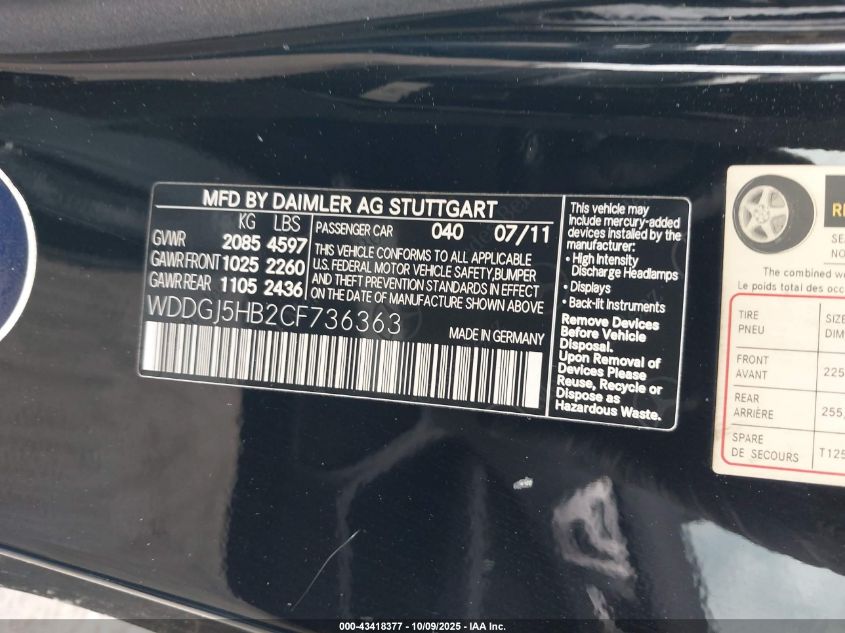 MFD BY DAIMLER AG STUTTGART
KG LBS
GVWR 2085 4597
GAWR FRONT 1025 2260
GAWR REAR 1105 2436
PASSENGER CAR 040 07/11
THIS VEHICLE CONFORMS TO ALL APPLICABLE
U.S. FEDERAL MOTOR VEHICLE SAFETY, BUMPER
AND THEFT PREVENTION STANDARDS IN EFFECT
ON THE DATE OF MANUFACTURE SHOWN ABOVE
WDDGJ5HB2CF736363
MADE IN GERMANY
This vehicle may
Include mercury-added
devices installed by the
manufacturer:
• High Intensity
Discharge Headlamps
• Displays
• Back-lit Instruments
Remove Devices
Before Vehicle
Disposal.
Upon Removal of
Devices Please
Reuse, Recycle or
Dispose as
Hazardous Waste.
The combined
Le poids total des
TIRE
PNEU
FRONT
AVANT
225
REAR
ARRIÈRE
255
SPARE
DE SECOURS
T125
000-43418377 - 10/09/2025 - IAA Inc.